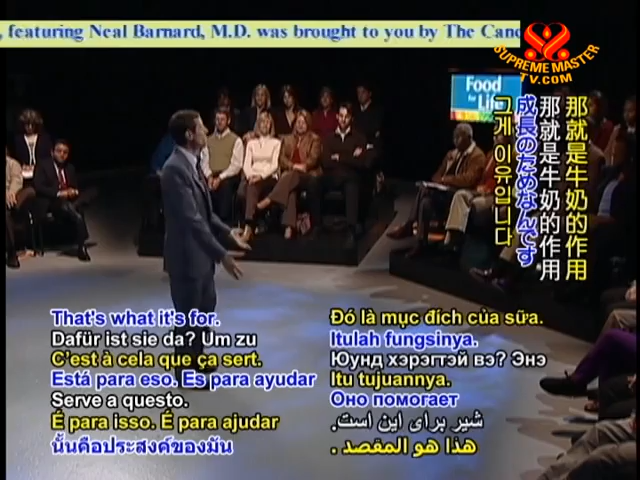 , featuring Neal Barnard, M.D. was brought to you by The Canc
SUPREME MASTER
TV.COM
Food
for Life
那就是牛奶的作用
那就是牛奶的作用
成長のためなんです
그게 이유입니다
That's what it's for.
Dafür ist sie da? Um zu
C'est à cela que ça sert.
Está para eso. Es para ayudar
Serve a questo.
É para isso. É para ajudar
นั้นคือประสงค์ของมัน
Đó là mục đích của sữa.
Itulah fungsinya.
Юунд хэрэгтэй вэ? Энэ
Itu tujuannya.
Оно помогает
شیر برای این است.
هذا هو المقصد .